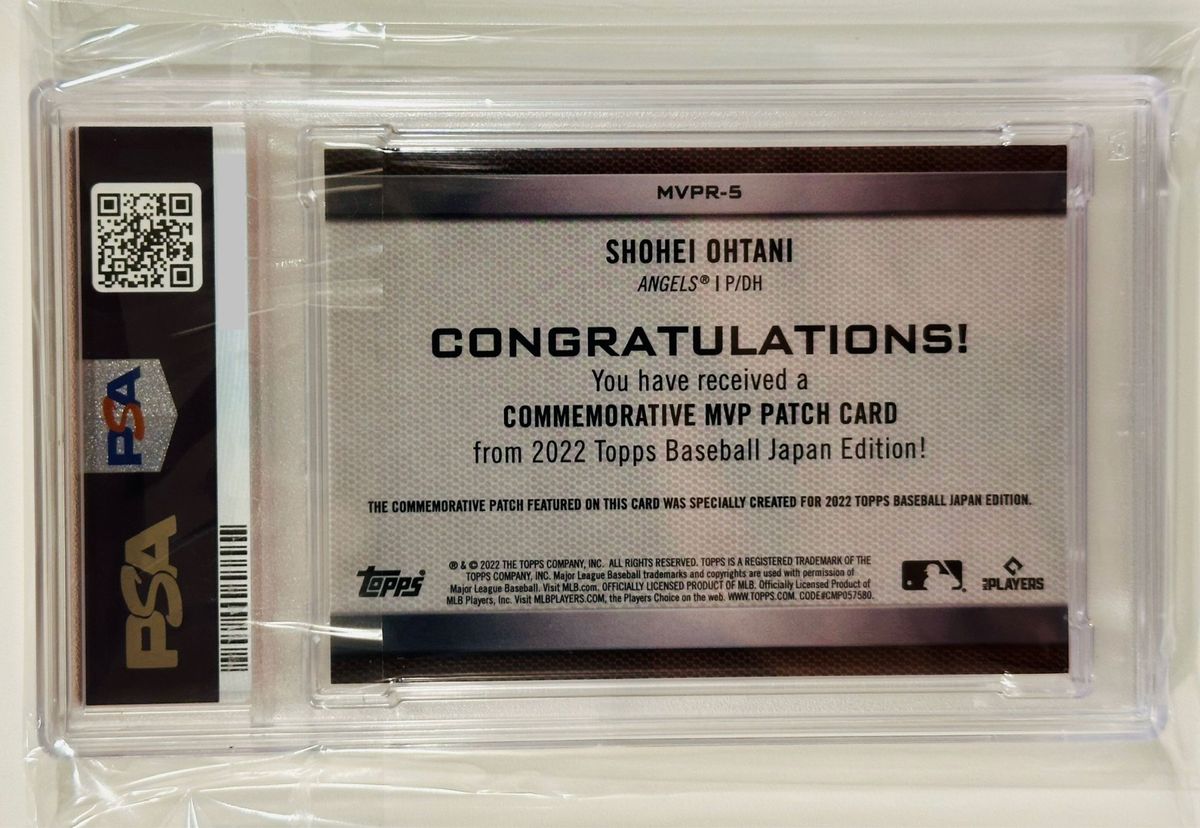 MVPR-5
SHOHEI OHTANI
ANGELS® | P/DH
CONGRATULATIONS!
You have received a
COMMEMORATIVE MVP PATCH CARD
from 2022 Topps Baseball Japan Edition!
THE COMMEMORATIVE PATCH FEATURED ON THIS CARD WAS SPECIALLY CREATED FOR 2022 TOPPS BASEBALL JAPAN EDITION.
® & © 2022 THE TOPPS COMPANY, INC. ALL RIGHTS RESERVED. TOPPS IS A REGISTERED TRADEMARK OF THE
TOPPS COMPANY, INC. Major League Baseball trademarks and copyrights are used with permission of
Major League Baseball. Visit MLB.com. OFFICIALLY LICENSED PRODUCT OF MLB. Officially Licensed Product of
MLB Players, Inc. Visit MLBPLAYERS.COM, the Players Choice on the web. WWW.TOPPS.COM. CODE#CMP057580.
Topps
PLAYERS
PSA
PSA